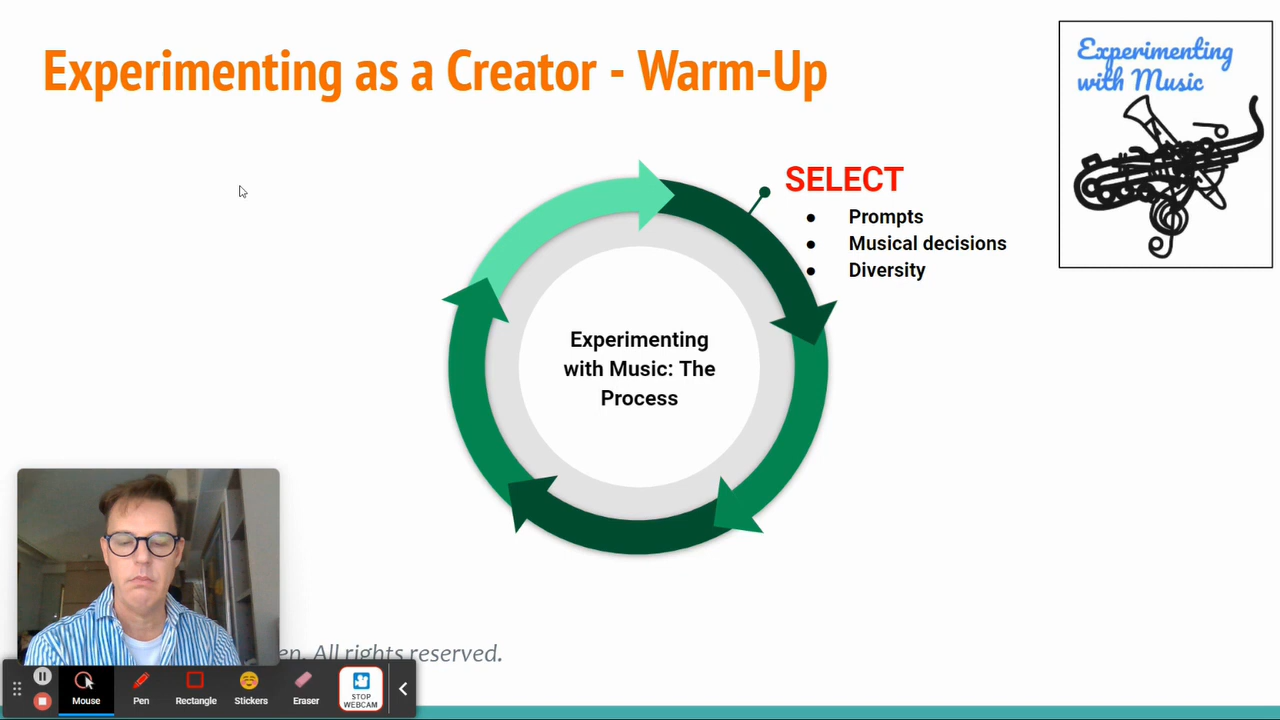 Experimenting as a Creator - Warm-Up
Experimenting
with Music
SELECT
● Prompts
● Musical decisions
● Diversity
Experimenting
with Music: The
Process
All rights reserved.
Mouse
Pen
Rectangle
Stickers
Eraser
STOP
WEBCAM